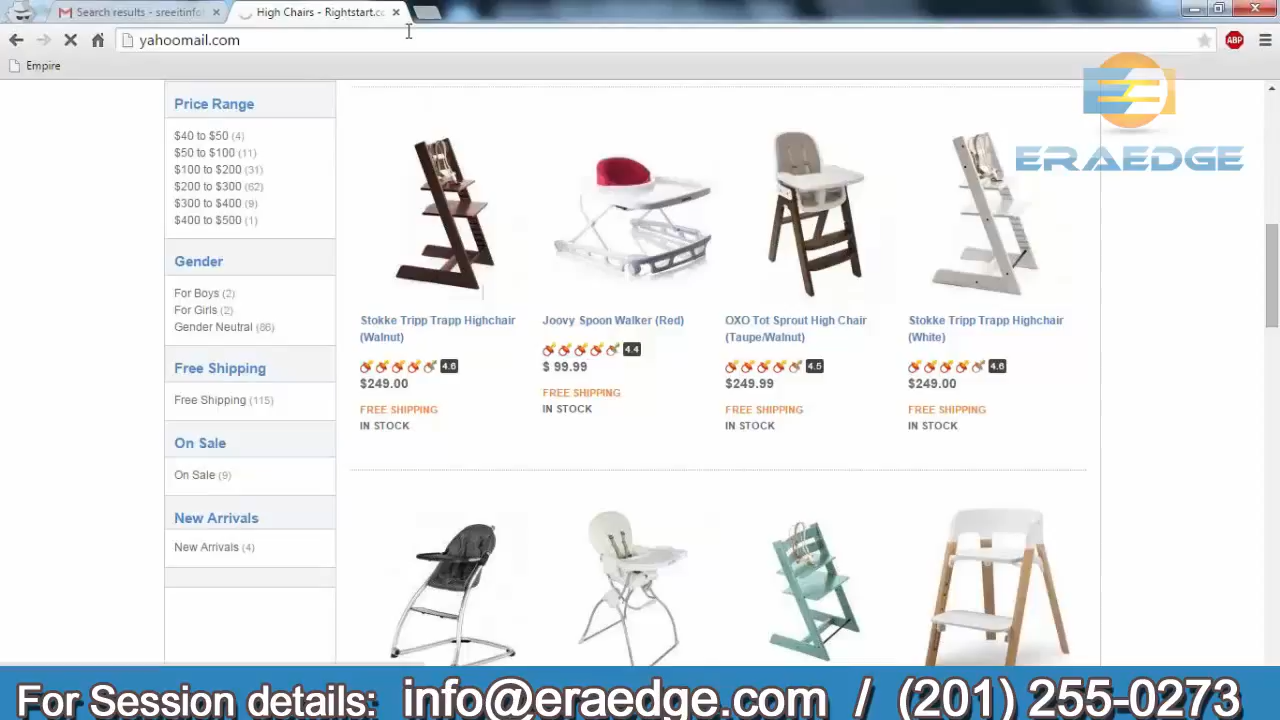 Search results - sreeitinfo
High Chairs - Rightstart.co
yahoomail.com
ABP
Empire
ERAEDGE
Price Range
$40 to $50 (4)
$50 to $100 (11)
$100 to $200 (31)
$200 to $300 (62)
$300 to $400 (9)
$400 to $500 (1)
Gender
For Boys (2)
For Girls (2)
Gender Neutral (86)
Free Shipping
Free Shipping (115)
On Sale
On Sale (9)
New Arrivals
New Arrivals (4)
Stokke Tripp Trapp Highchair
(Walnut)
4.6
$249.00
FREE SHIPPING
IN STOCK
Joovy Spoon Walker (Red)
4.4
$ 99.99
FREE SHIPPING
IN STOCK
OXO Tot Sprout High Chair
(Taupe/Walnut)
4.5
$249.99
FREE SHIPPING
IN STOCK
Stokke Tripp Trapp Highchair
(White)
4.6
$249.00
FREE SHIPPING
IN STOCK
For Session details: info@eraedge.com / (201) 255-0273